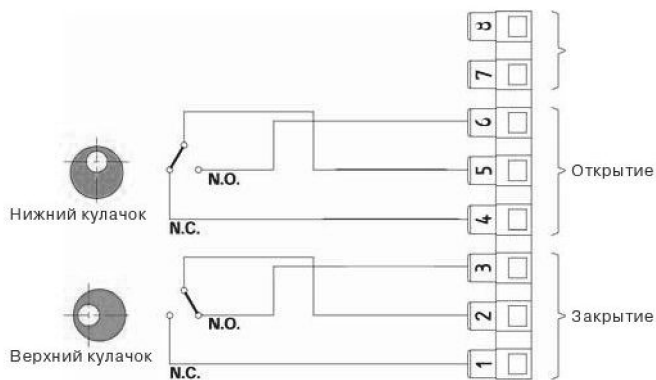 8
7
6
5
4
N.O.
N.C.
Открытие
Нижний кулачок
3
2
1
N.O.
N.C.
Закрытие
Верхний кулачок